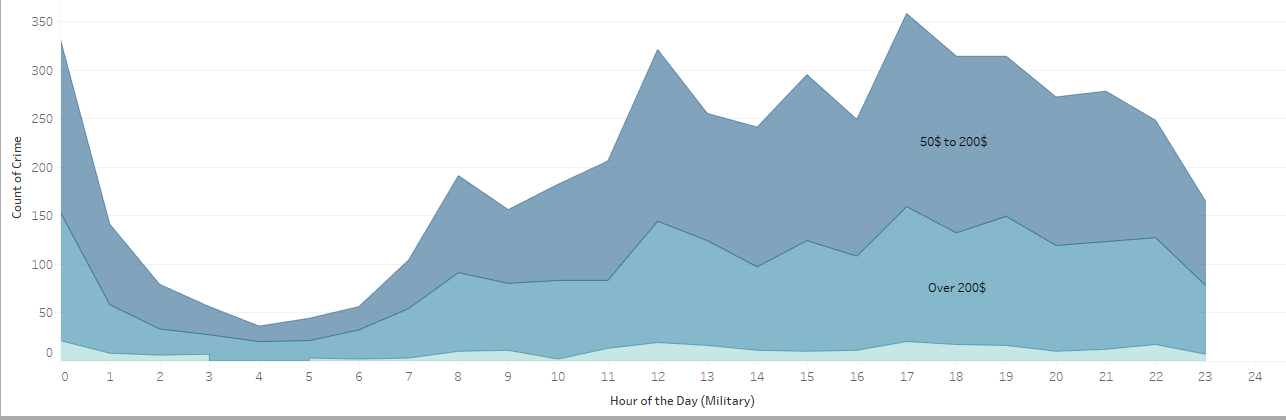 350
300
250
200
150
100
50
0
Count of Crime
50$ to 200$
Over 200$
0 1 2 3 4 5 6 7 8 9 10 11 12 13 14 15 16 17 18 19 20 21 22 23 24
Hour of the Day (Military)